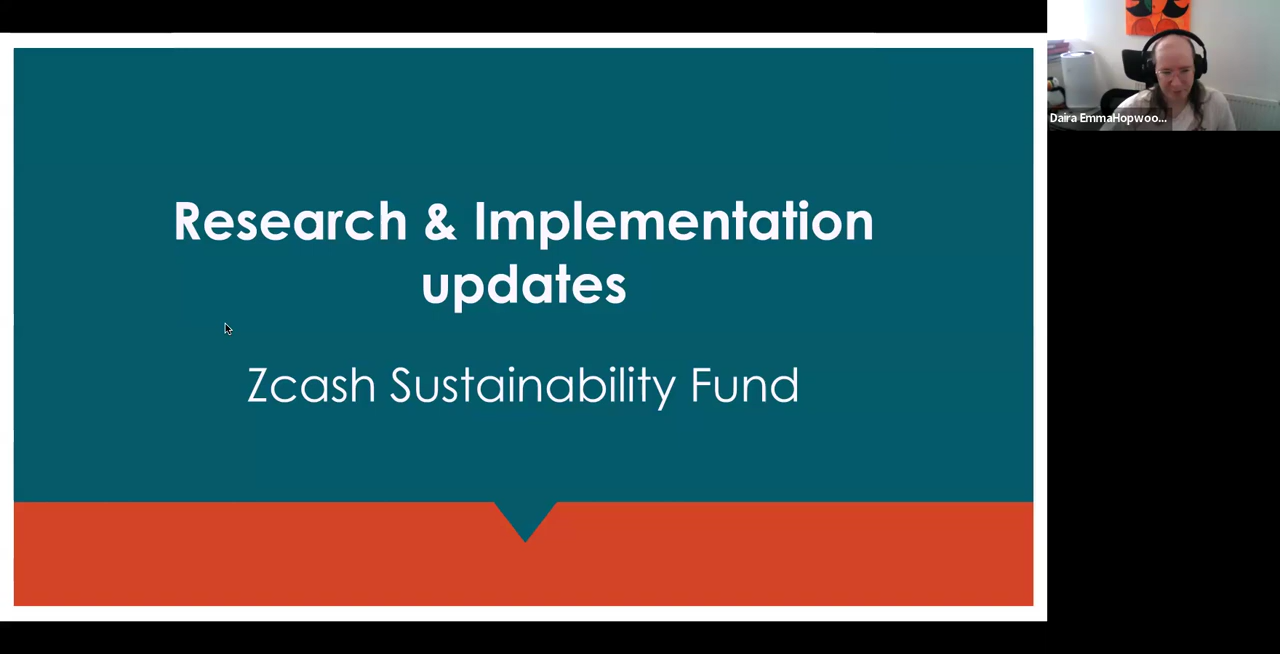 Research & Implementation
updates
Zcash Sustainability Fund
Daira EmmaHopwoo...